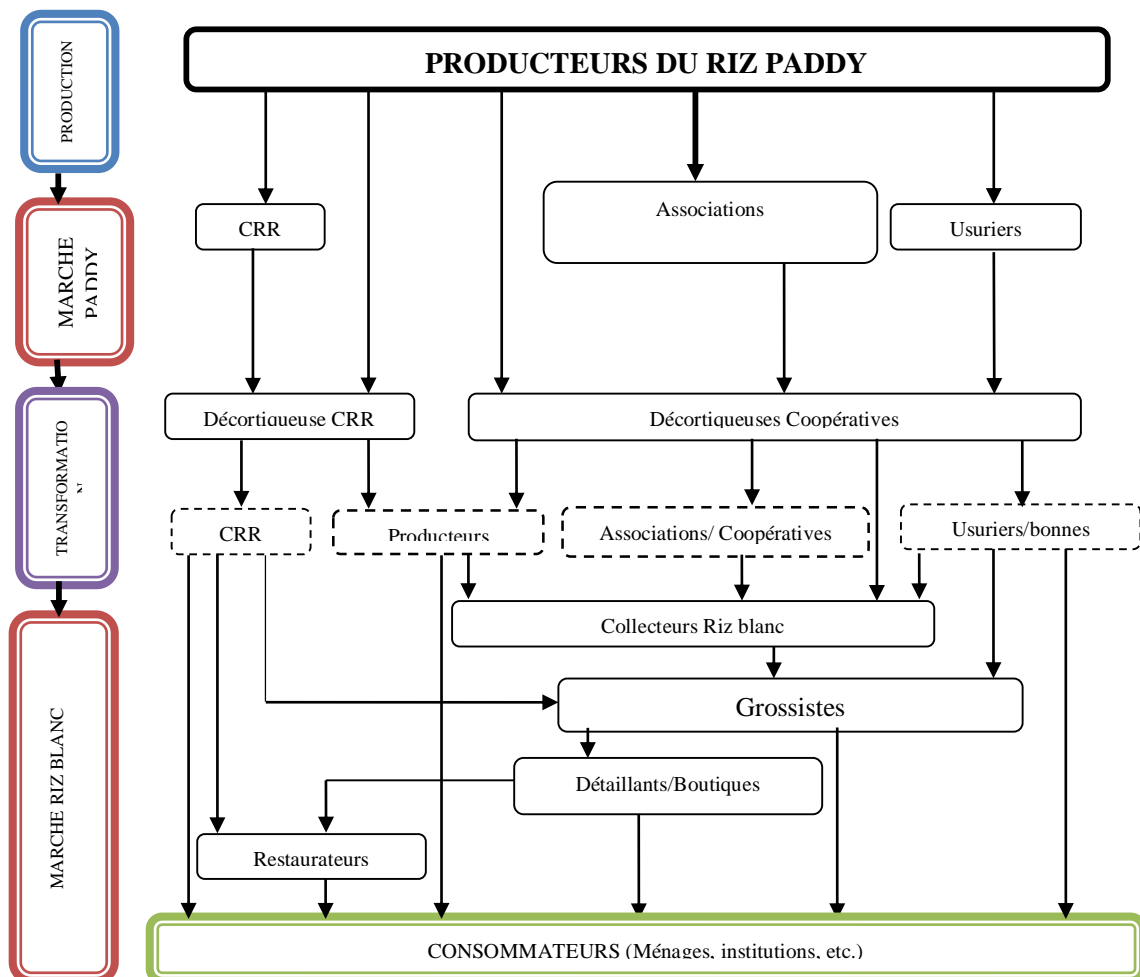 PRODUCTEURS DU RIZ PADDY
PRODUCTION
Associations
CRR
Usuriers
MARCHE
PADDY
Décortiqueuse CRR
Décortiqueuses Coopératives
TRANSFORMATIO
N
CRR
Producteurs
Associations/ Coopératives
Usuriers/bonnes
Collecteurs Riz blanc
Grossistes
MARCHE RIZ BLANC
Détaillants/Boutiques
Restaurateurs
CONSOMMATEURS (Ménages, institutions, etc.)